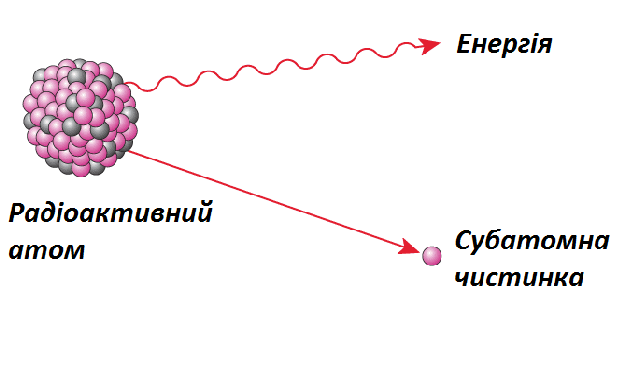 Енергія
Радіоактивний
атом
Субатомна
чистинка